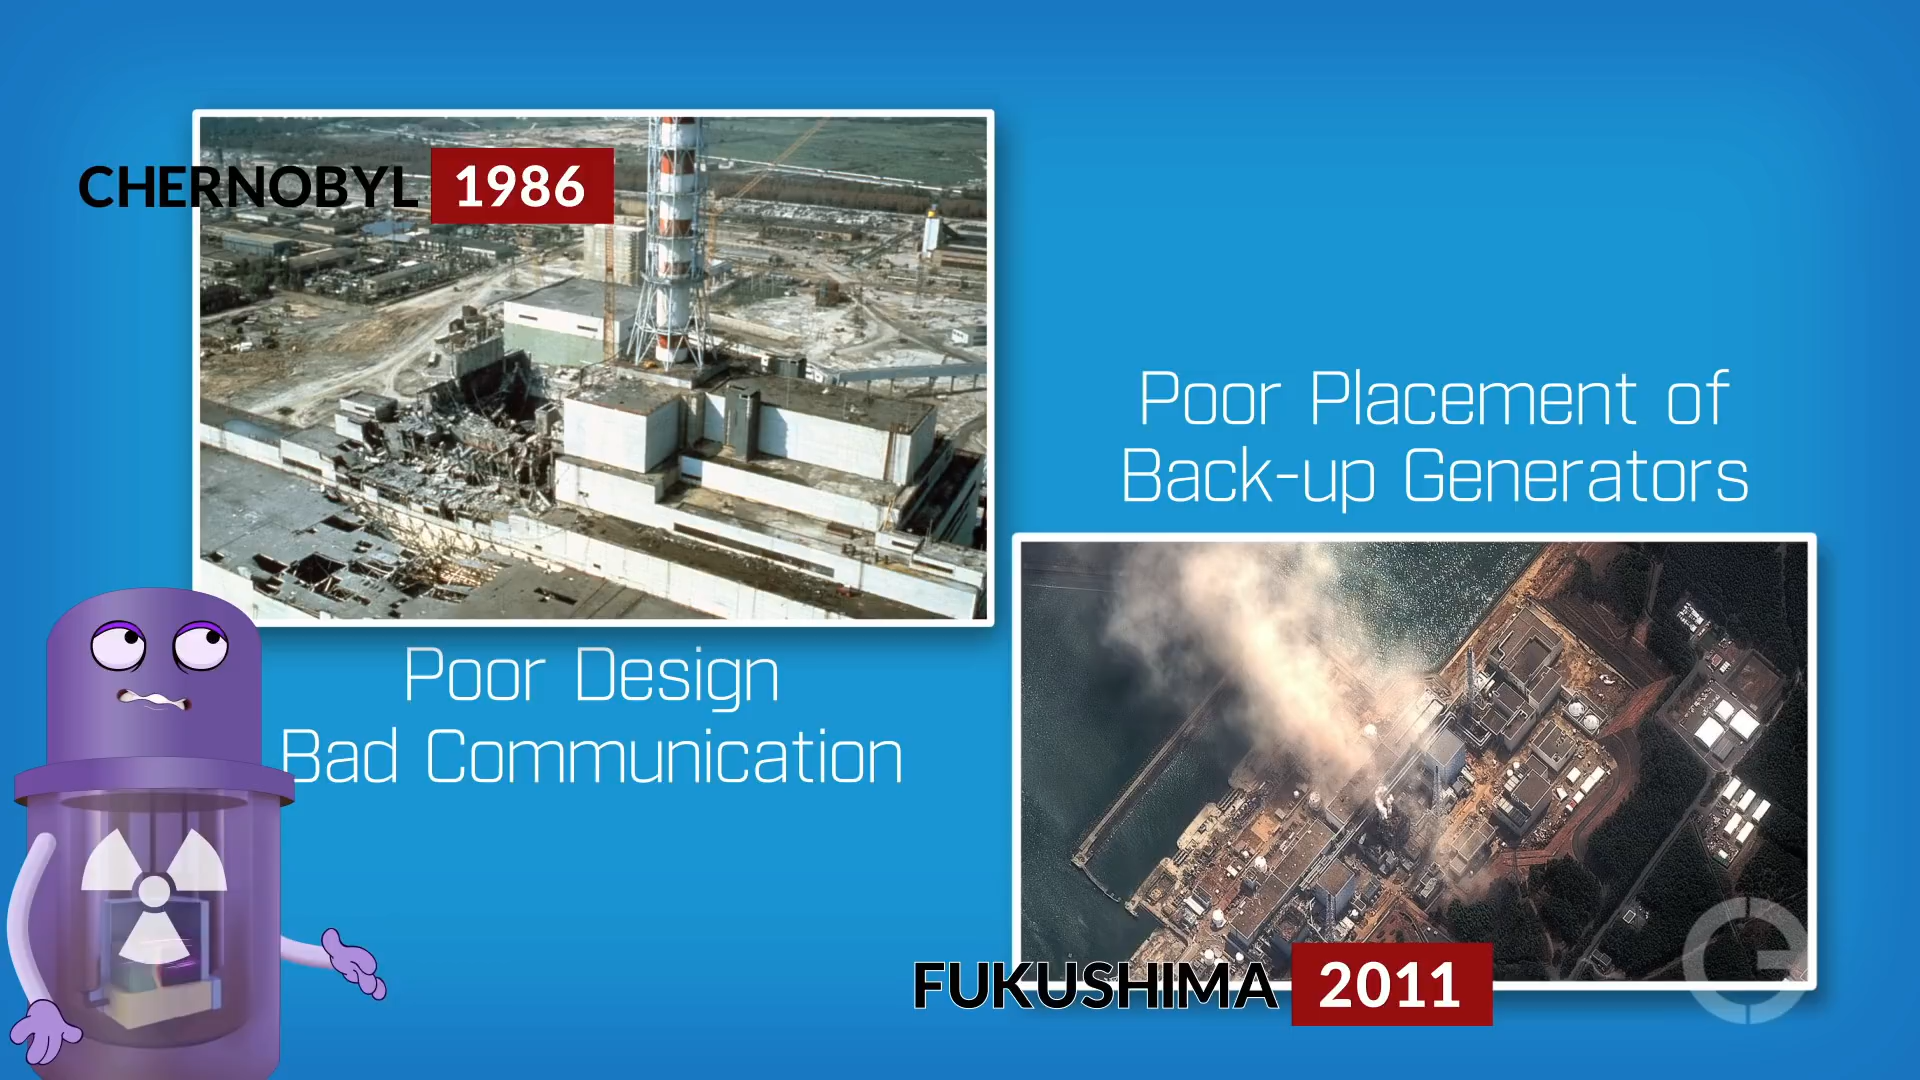 CHERNOBYL 1986
Poor Design
Bad Communication
Poor Placement of
Back-up Generators
FUKUSHIMA 2011